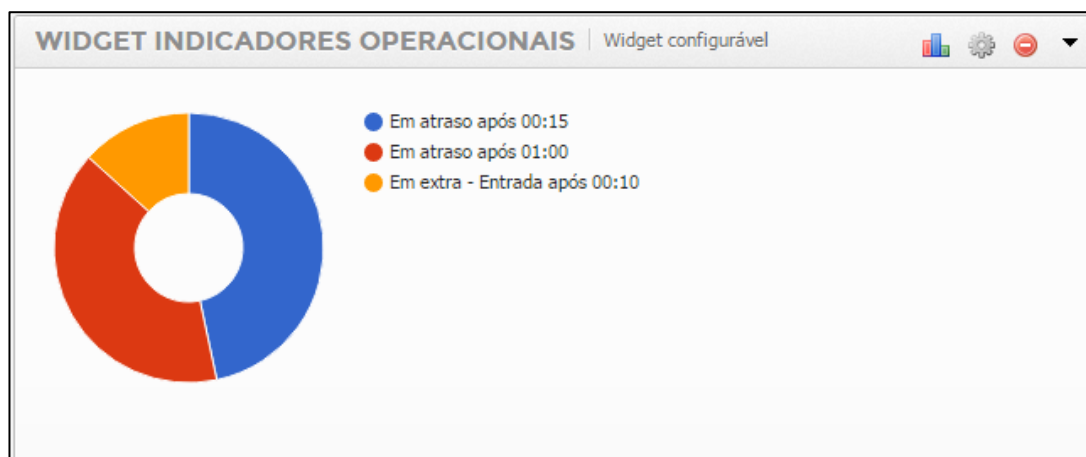 WIDGET INDICADORES OPERACIONAIS Widget configurável
Em atraso após 00:15
Em atraso após 01:00
Em extra - Entrada após 00:10